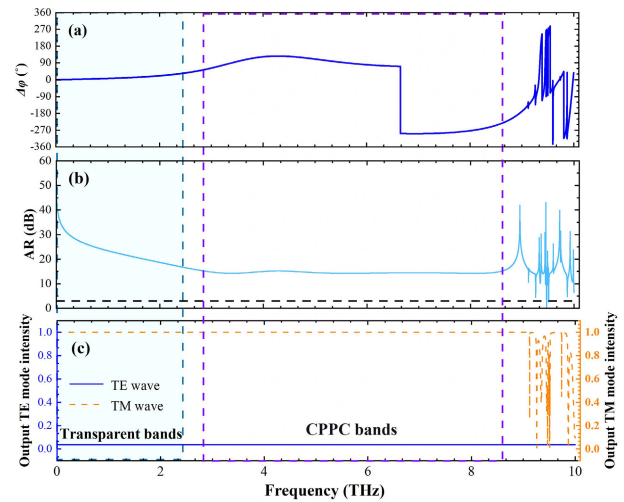 360
270
180
90
0
-90
-180
-270
-360
Δφ (°)
(a)
60
50
40
30
20
10
0
AR (dB)
(b)
1.0
0.8
0.6
0.4
0.2
0.0
Output TE mode intensity
(c)
TE wave
TM wave
Transparent bands
CPPC bands
1.0
0.8
0.6
0.4
0.2
0.0
Output TM mode intensity
0 2 4 6 8 10
Frequency (THz)